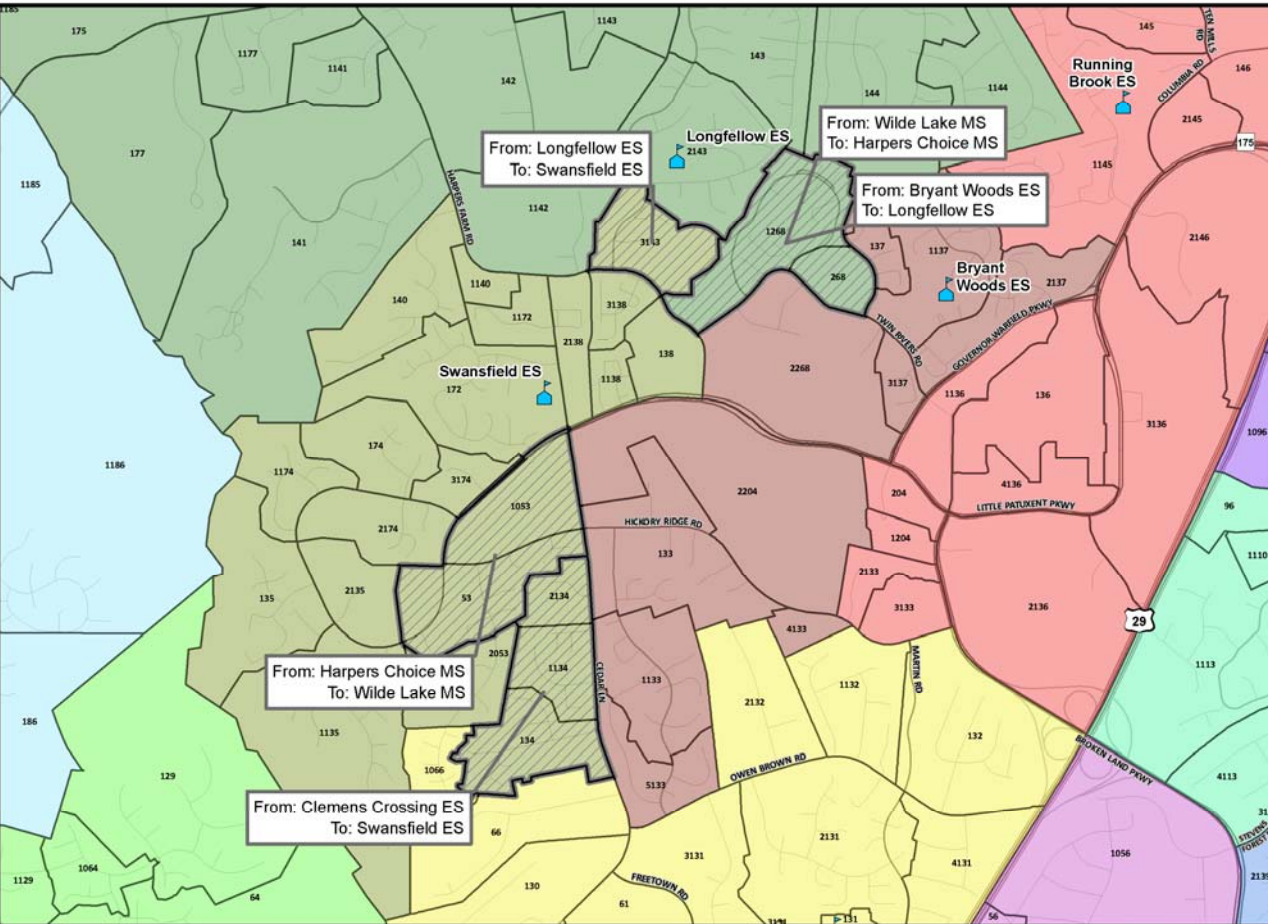 1185
175
1177
1141
1143
142
143
144
1144
145
TEN MILLS
RD
146
Running
Brook ES
COLUMBIA RD
2145
175
From: Wilde Lake MS
To: Harpers Choice MS
Longfellow ES
2143
From: Longfellow ES
To: Swansfield ES
177
1185
1145
HARPERS FARM RD
1142
From: Bryant Woods ES
To: Longfellow ES
141
3143
1268
137
1137
2146
268
Bryant
Woods ES
2137
140
1140
3138
1172
2138
138
TWIN RIVERS RD
GOVERNOR WARFIELD PKWY
2268
Swansfield ES
172
1138
3137
1136
136
3136
1096
174
1186
1174
3174
2204
204
4136
LITTLE PATUXENT PKWY
96
1053
2174
HICKORY RIDGE RD
1204
1110
133
2133
2135
135
53
2134
3133
2136
29
4133
2053
1134
CEDAR LN
1133
MARTIN RD
1113
From: Harpers Choice MS
To: Wilde Lake MS
1132
2132
186
1135
134
132
BROKEN LAND PKWY
1066
129
OWEN BROWN RD
4113
5133
From: Clemens Crossing ES
To: Swansfield ES
66
2131
STEVENS
FOREST
3131
4131
1056
1064
1129
64
130
FREETOWN RD
61
2139
131
56